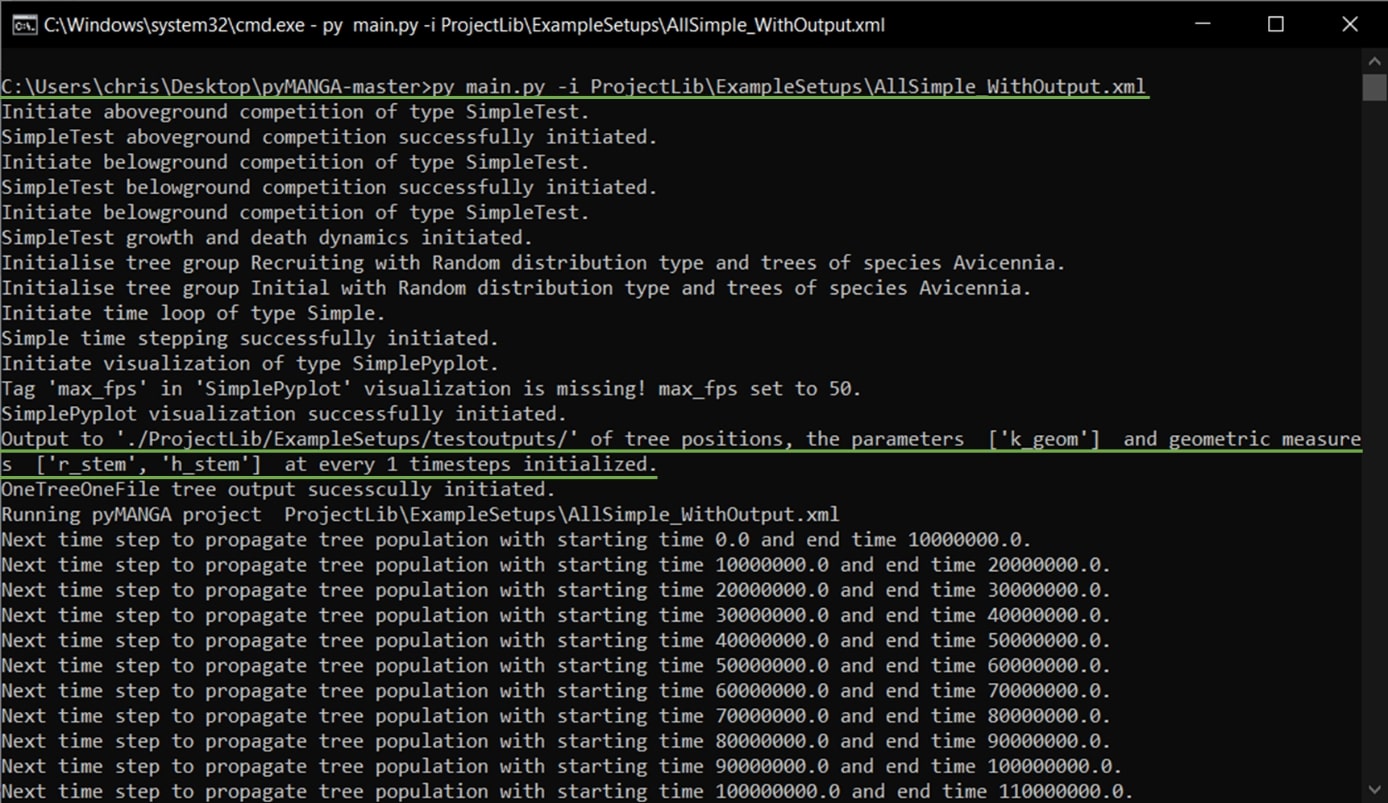 C:\Windows\system32\cmd.exe - py  main.py -i ProjectLib\ExampleSetups\AllSimple_WithOutput.xml
C:\Users\chris\Desktop\pyMANGA-master>py main.py -i ProjectLib\ExampleSetups\AllSimple_WithOutput.xml
Initiate aboveground competition of type SimpleTest.
SimpleTest aboveground competition successfully initiated.
Initiate belowground competition of type SimpleTest.
SimpleTest belowground competition successfully initiated.
Initiate belowground competition of type SimpleTest.
SimpleTest growth and death dynamics initiated.
Initialise tree group Recruiting with Random distribution type and trees of species Avicennia.
Initialise tree group Initial with Random distribution type and trees of species Avicennia.
Initiate time loop of type Simple.
Simple time stepping successfully initiated.
Initiate visualization of type SimplePyplot.
Tag 'max_fps' in 'SimplePyplot' visualization is missing! max_fps set to 50.
SimplePyplot visualization successfully initiated.
Output to './ProjectLib/ExampleSetups/testoutputs/' of tree positions, the parameters  ['k_geom']  and geometric measure
s  ['r_stem', 'h_stem']  at every 1 timesteps initialized.
OneTreeOneFile tree output sucesscully initiated.
Running pyMANGA project  ProjectLib\ExampleSetups\AllSimple_WithOutput.xml
Next time step to propagate tree population with starting time 0.0 and end time 10000000.0.
Next time step to propagate tree population with starting time 10000000.0 and end time 20000000.0.
Next time step to propagate tree population with starting time 20000000.0 and end time 30000000.0.
Next time step to propagate tree population with starting time 30000000.0 and end time 40000000.0.
Next time step to propagate tree population with starting time 40000000.0 and end time 50000000.0.
Next time step to propagate tree population with starting time 50000000.0 and end time 60000000.0.
Next time step to propagate tree population with starting time 60000000.0 and end time 70000000.0.
Next time step to propagate tree population with starting time 70000000.0 and end time 80000000.0.
Next time step to propagate tree population with starting time 80000000.0 and end time 90000000.0.
Next time step to propagate tree population with starting time 90000000.0 and end time 100000000.0.
Next time step to propagate tree population with starting time 100000000.0 and end time 110000000.0.